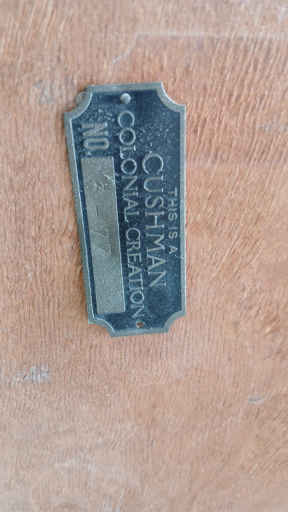 THIS IS A
CUSHMAN
COLONIAL CREATION
NO.